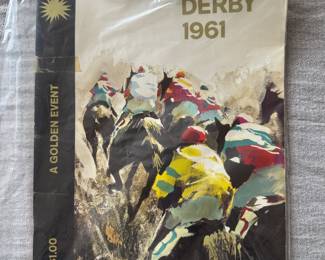 DERBY
1961
A GOLDEN EVENT
$1.00